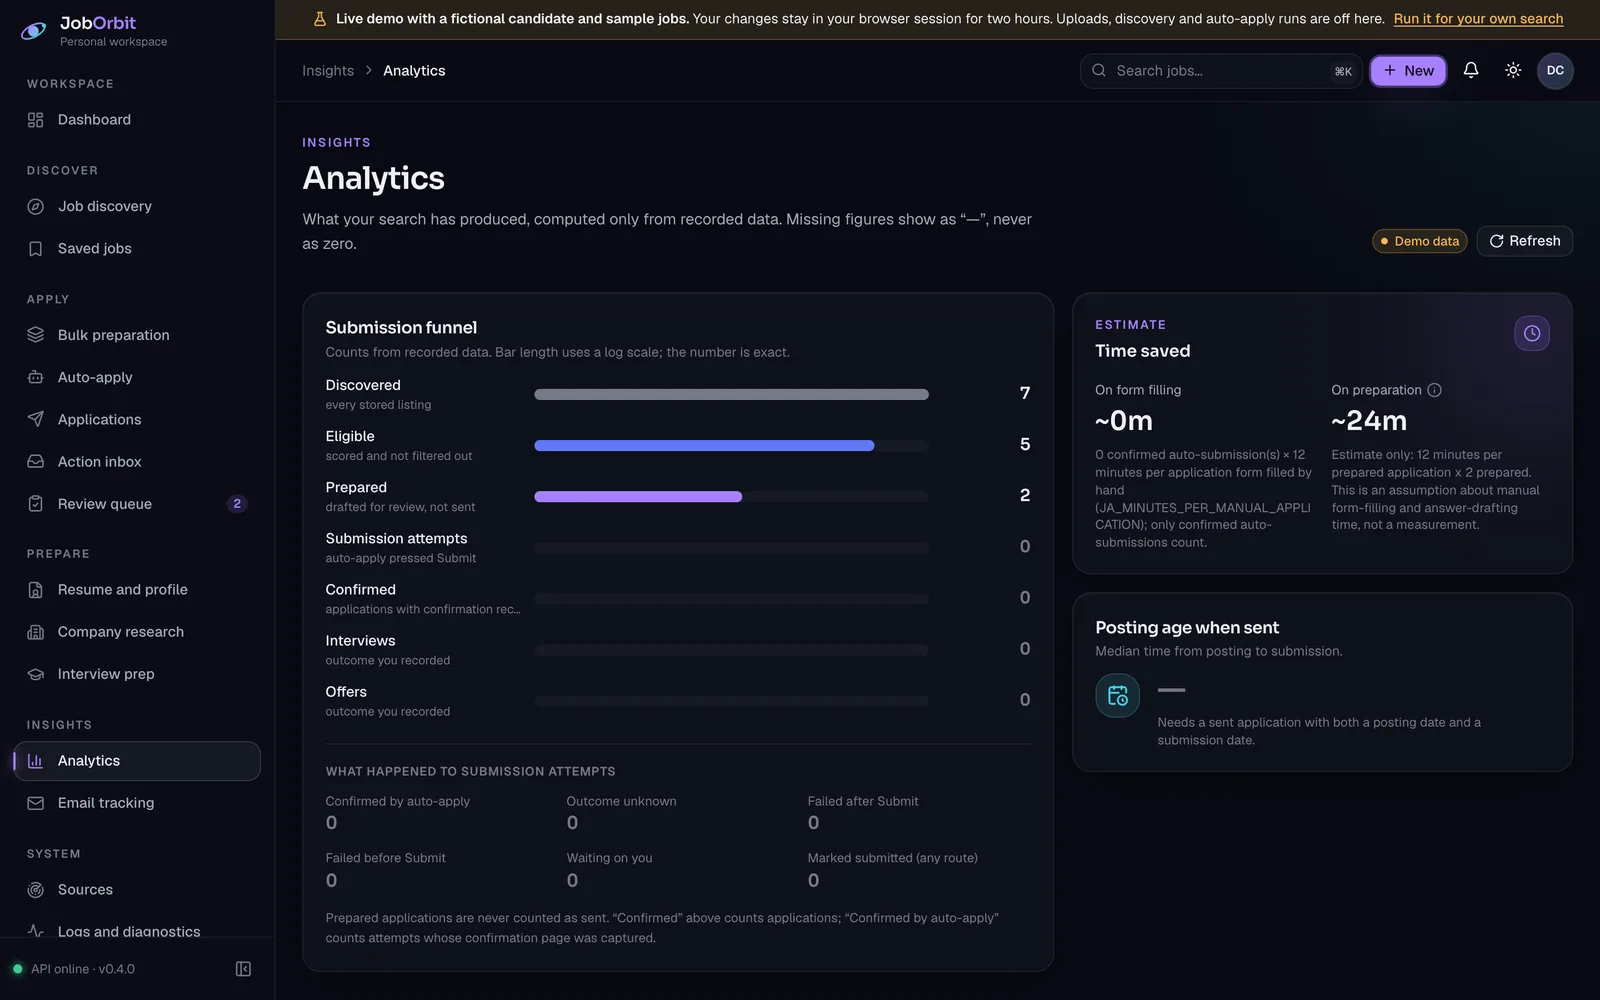 JobOrbit
Personal workspace
WORKSPACE
Dashboard
DISCOVER
Job discovery
Saved jobs
APPLY
Bulk preparation
Auto-apply
Applications
Action inbox
Review queue
2
PREPARE
Resume and profile
Company research
Interview prep
INSIGHTS
Analytics
Email tracking
SYSTEM
Sources
Logs and diagnostics
API online · v0.4.0
Live demo with a fictional candidate and sample jobs. Your changes stay in your browser session for two hours. Uploads, discovery and auto-apply runs are off here. Run it for your own search
Insights > Analytics
Search jobs...
⌘K
+ New
DC
INSIGHTS
Analytics
What your search has produced, computed only from recorded data. Missing figures show as “—”, never
as zero.
Demo data
Refresh
Submission funnel
Counts from recorded data. Bar length uses a log scale; the number is exact.
Discovered
every stored listing
7
Eligible
scored and not filtered out
5
Prepared
drafted for review, not sent
2
Submission attempts
auto-apply pressed Submit
0
Confirmed
applications with confirmation rec...
0
Interviews
outcome you recorded
0
Offers
outcome you recorded
0
WHAT HAPPENED TO SUBMISSION ATTEMPTS
Confirmed by auto-apply
0
Outcome unknown
0
Failed after Submit
0
Failed before Submit
0
Waiting on you
0
Marked submitted (any route)
0
Prepared applications are never counted as sent. “Confirmed” above counts applications; “Confirmed by auto-apply”
counts attempts whose confirmation page was captured.
ESTIMATE
Time saved
On form filling
~0m
0 confirmed auto-submission(s) × 12
minutes per application form filled by
hand
(JA_MINUTES_PER_MANUAL_APPLI
CATION); only confirmed auto-
submissions count.
On preparation
~24m
Estimate only: 12 minutes per
prepared application x 2 prepared.
This is an assumption about manual
form-filling and answer-drafting
time, not a measurement.
Posting age when sent
Median time from posting to submission.
—
Needs a sent application with both a posting date and a
submission date.